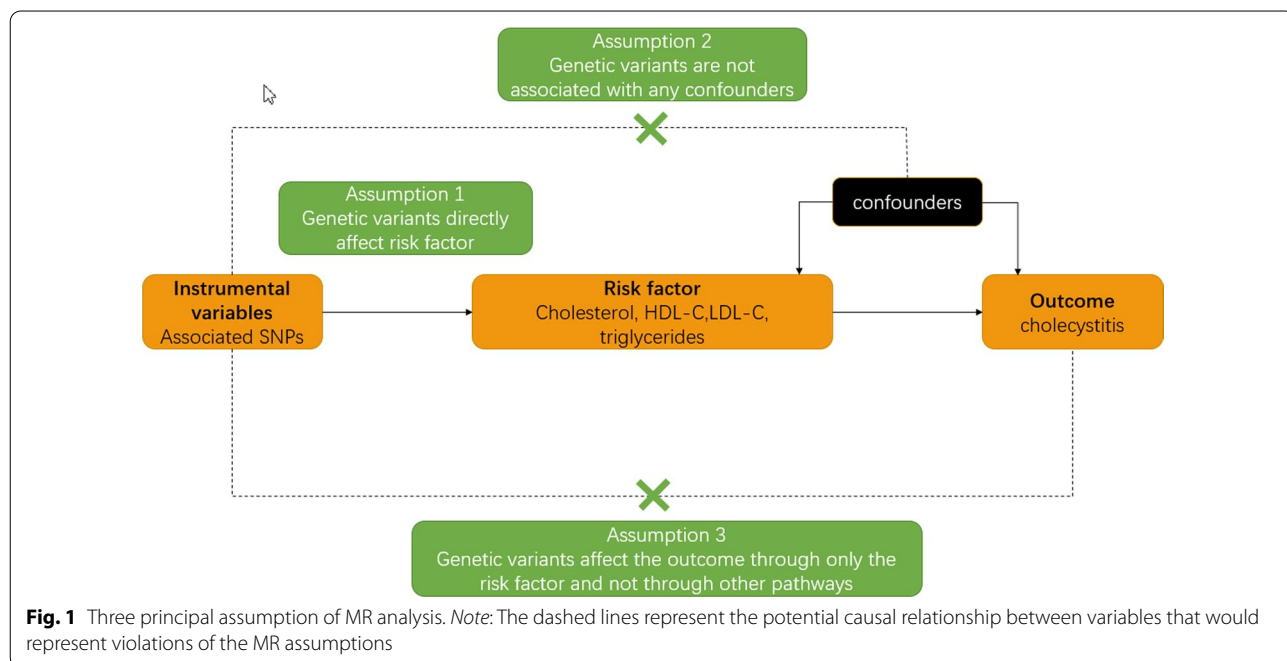 Assumption 2
Genetic variants are not
associated with any confounders
Assumption 1
Genetic variants directly
affect risk factor
confounders
Instrumental
variables
Associated SNPs
Risk factor
Cholesterol, HDL-C,LDL-C,
triglycerides
Outcome
cholecystitis
Assumption 3
Genetic variants affect the outcome through only the
risk factor and not through other pathways
Fig. 1 Three principal assumption of MR analysis. Note: The dashed lines represent the potential causal relationship between variables that would
represent violations of the MR assumptions